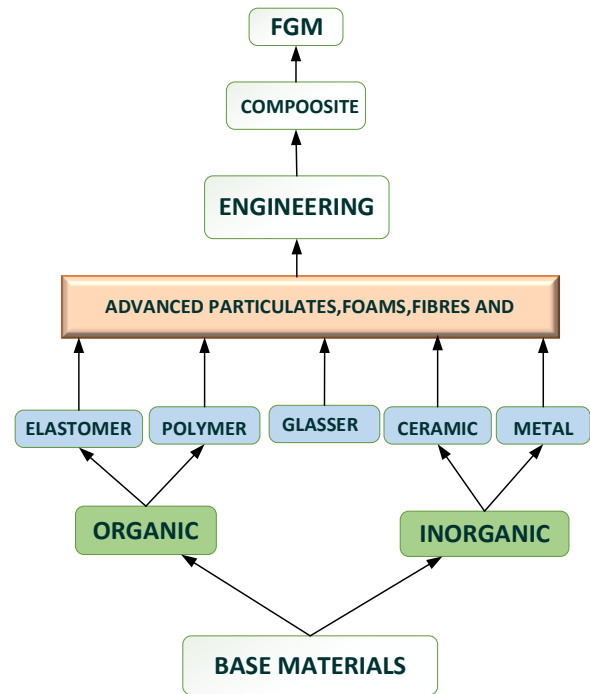 FGM
COMPOOSITE
ENGINEERING
ADVANCED PARTICULATES,FOAMS,FIBRES AND
ELASTOMER
POLYMER
GLASSER
CERAMIC
METAL
ORGANIC
INORGANIC
BASE MATERIALS